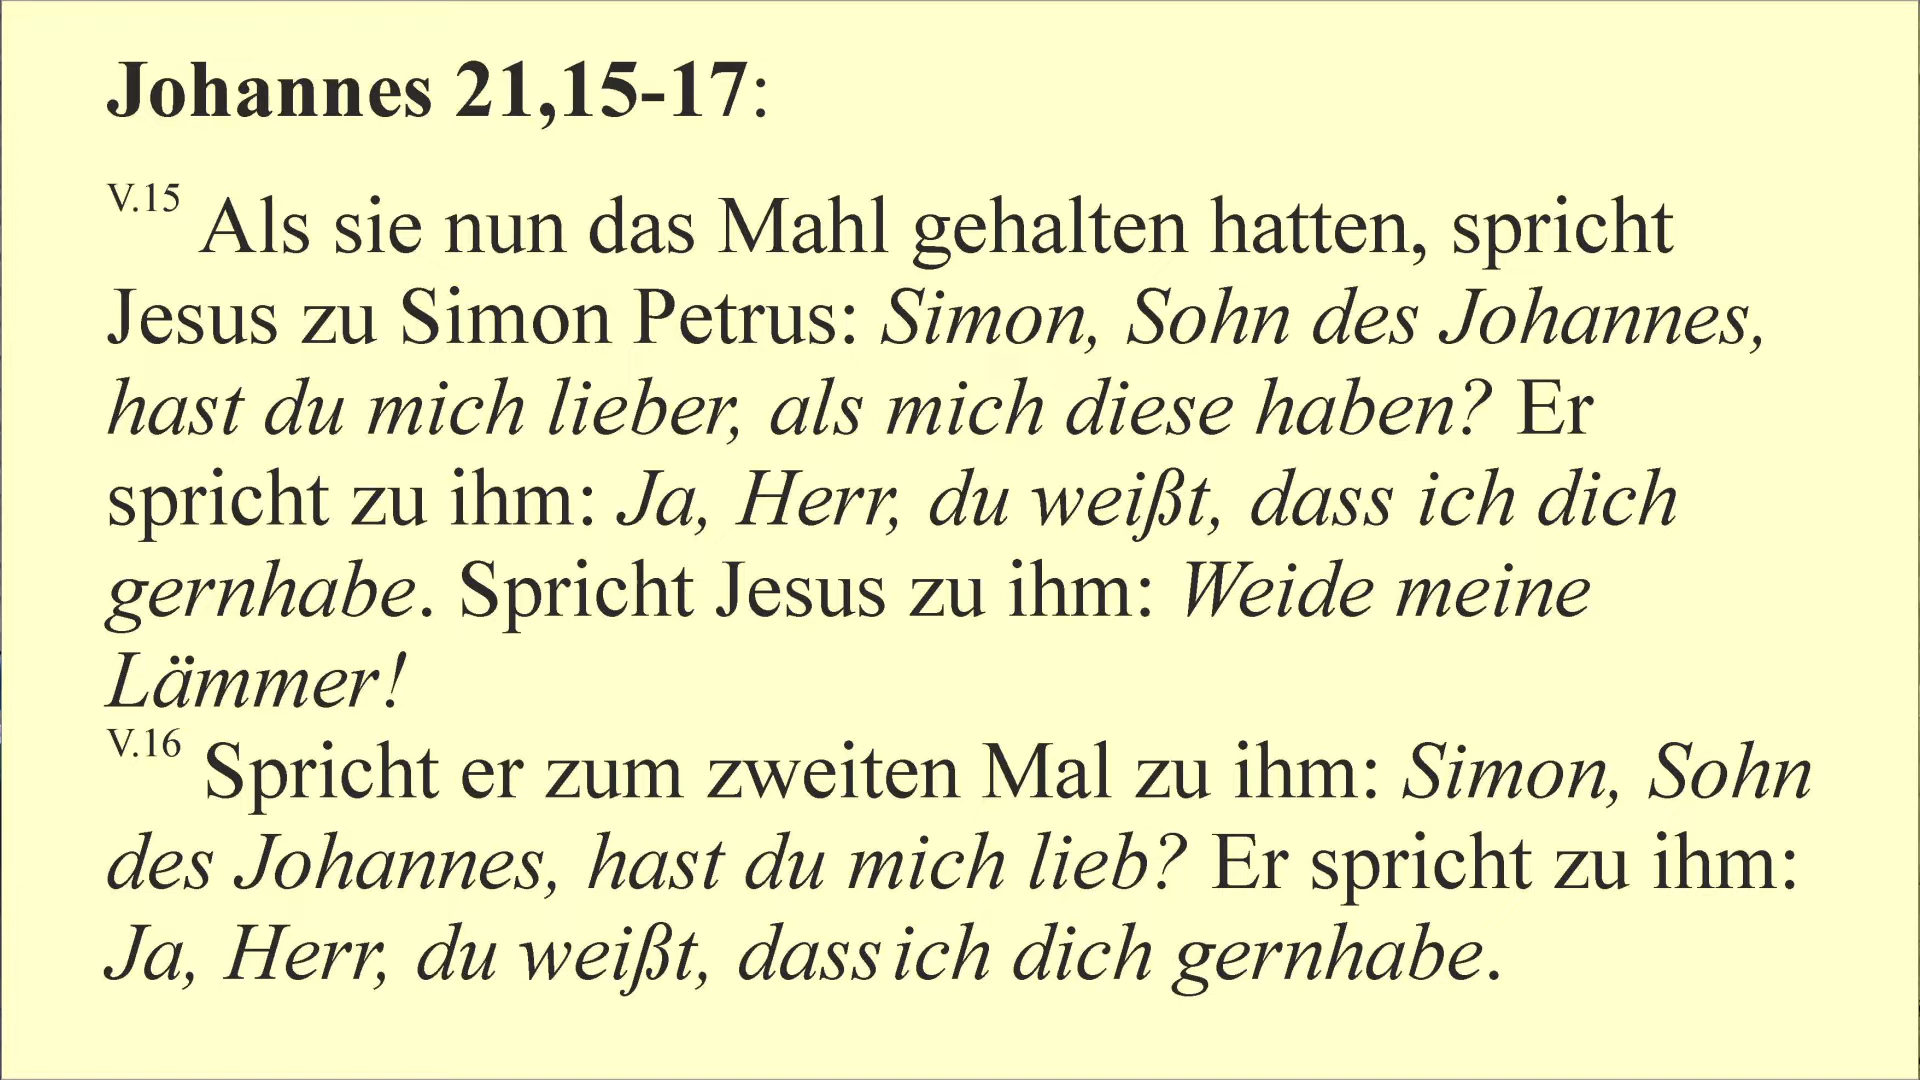 Johannes 21,15-17:
V.15 Als sie nun das Mahl gehalten hatten, spricht
Jesus zu Simon Petrus: Simon, Sohn des Johannes,
hast du mich lieber, als mich diese haben? Er
spricht zu ihm: Ja, Herr, du weißt, dass ich dich
gernhabe. Spricht Jesus zu ihm: Weide meine
Lämmer!
V.16 Spricht er zum zweiten Mal zu ihm: Simon, Sohn
des Johannes, hast du mich lieb? Er spricht zu ihm:
Ja, Herr, du weißt, dass ich dich gernhabe.